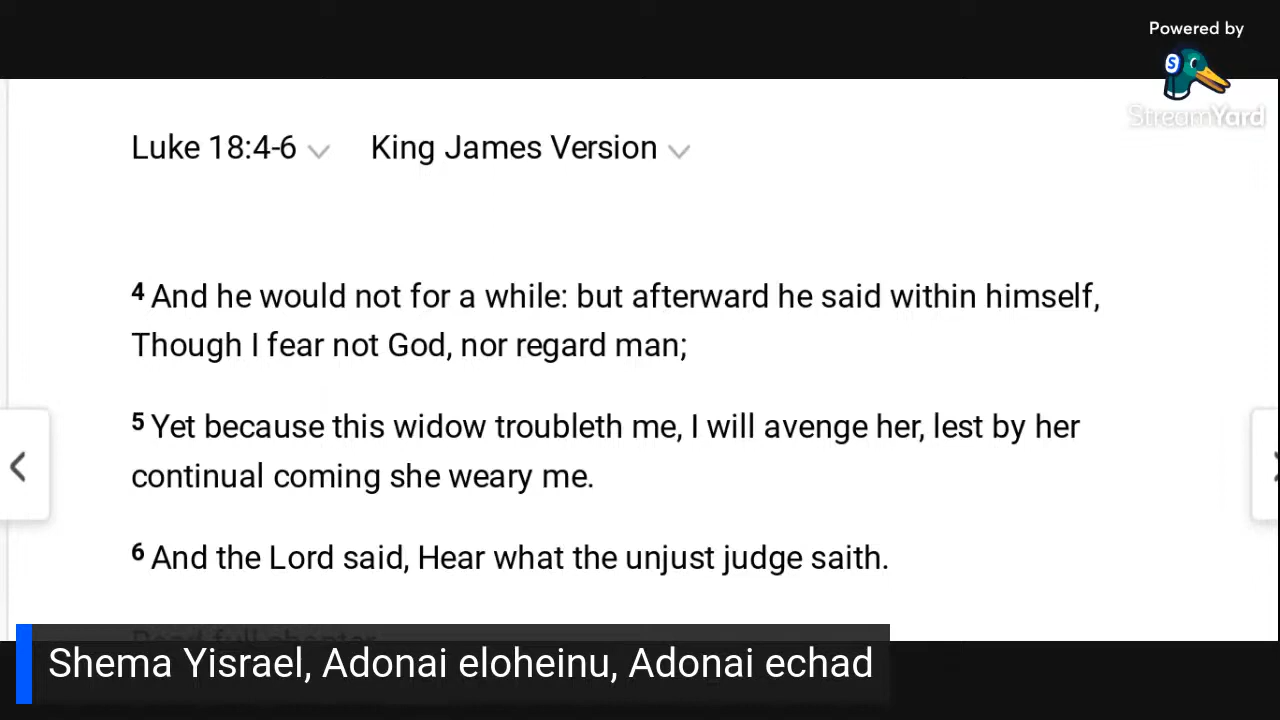 Powered by
S
StreamYard
Luke 18:4-6 King James Version
4 And he would not for a while: but afterward he said within himself,
Though I fear not God, nor regard man;
5 Yet because this widow troubleth me, I will avenge her, lest by her
continual coming she weary me.
6 And the Lord said, Hear what the unjust judge saith.
Read full chapter
Shema Yisrael, Adonai eloheinu, Adonai echad